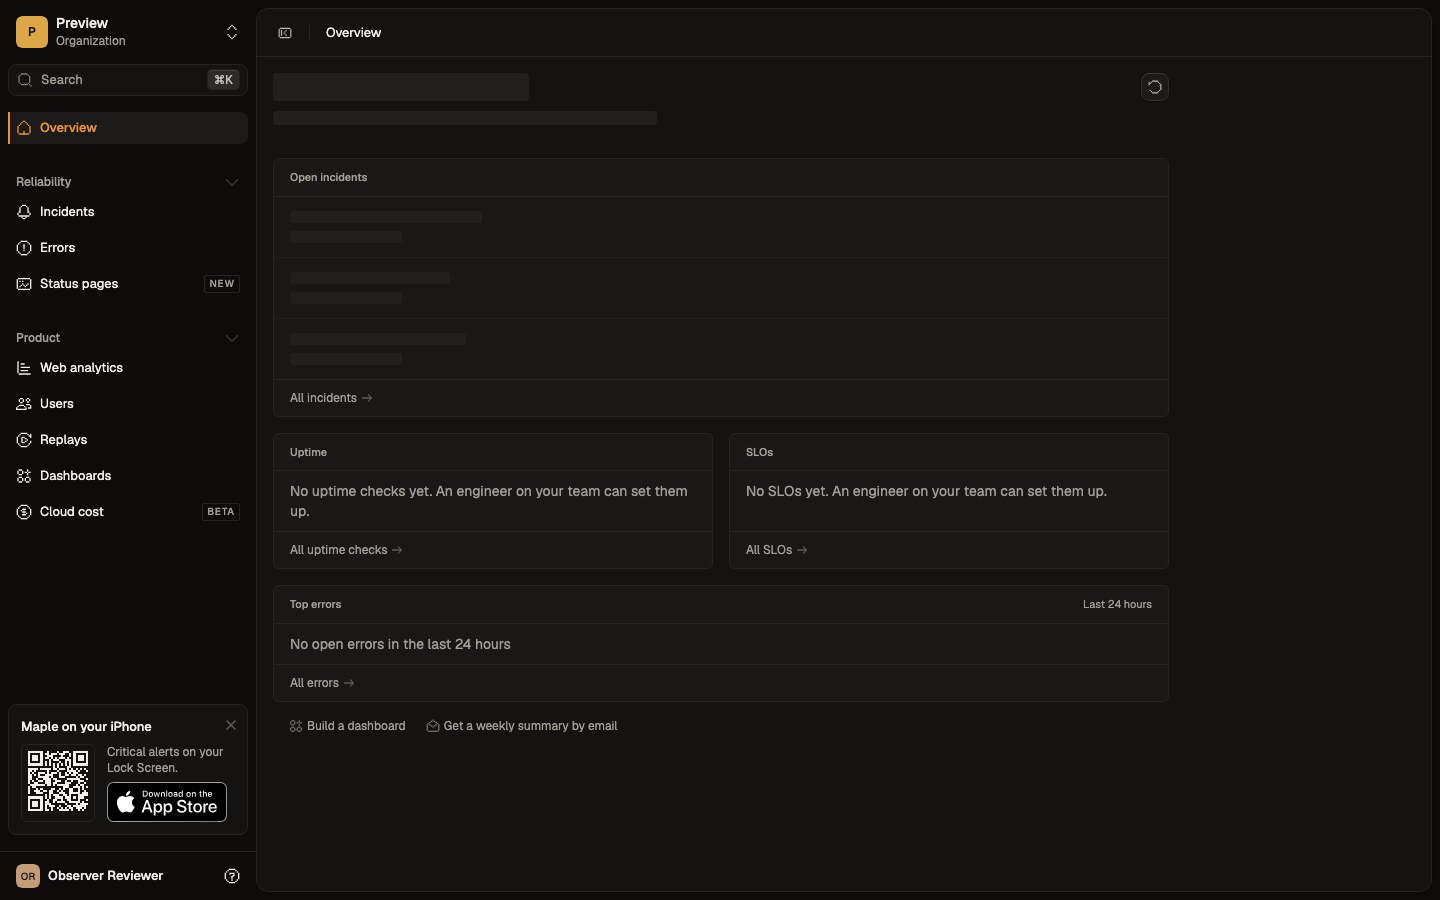 P
Preview
Organization
Search
⌘K
Overview
Reliability
Incidents
Errors
Status pages
NEW
Product
Web analytics
Users
Replays
Dashboards
Cloud cost
BETA
Maple on your iPhone
Critical alerts on your
Lock Screen.
Download on the
App Store
OR
Observer Reviewer
Overview
Open incidents
All incidents →
Uptime
No uptime checks yet. An engineer on your team can set them
up.
All uptime checks →
SLOs
No SLOs yet. An engineer on your team can set them up.
All SLOs →
Top errors
Last 24 hours
No open errors in the last 24 hours
All errors →
Build a dashboard
Get a weekly summary by email